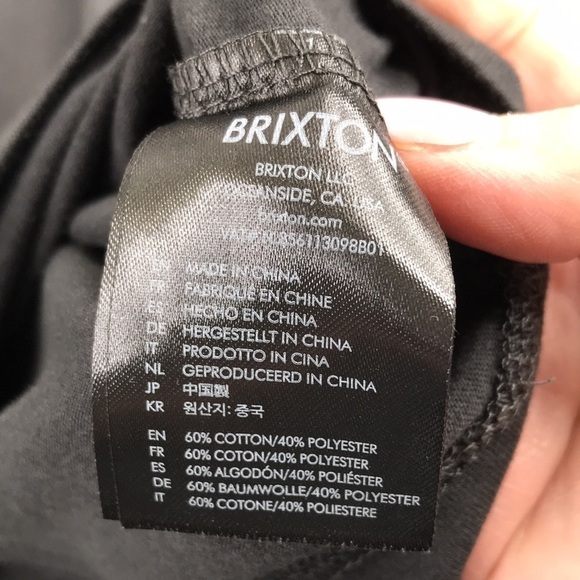 BRIXTON
BRIXTON LLC
OCEANSIDE, CA, USA
brixton.com
EN MADE IN CHINA
FR FABRIQUE EN CHINE
ES HECHO EN CHINA
DE HERGESTELLT IN CHINA
IT PRODOTTO IN CINA
NL GEPRODUCEERD IN CHINA
JP 中国製
KR 원산지: 중국
EN 60% COTTON/40% POLYESTER
FR 60% COTON/40% POLYESTER
ES 60% ALGODÓN/40% POLIÉSTER
DE 60% BAUMWOLLE/40% POLYESTER
IT 60% COTONE/40% POLIESTERE